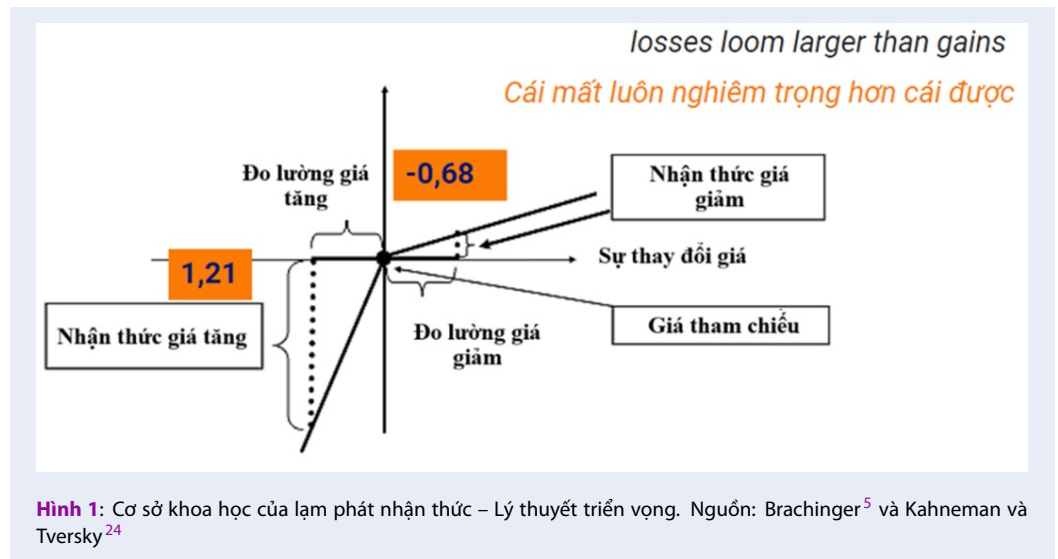 losses loom larger than gains
Cái mất luôn nghiêm trọng hơn cái được
Đo lường giá
tăng
-0,68
Nhận thức giá
giảm
Sự thay đổi giá
1,21
Nhận thức giá tăng
Đo lường giá
giảm
Giá tham chiếu
Hình 1: Cơ sở khoa học của lạm phát nhận thức – Lý thuyết triển vọng. Nguồn: Brachinger5 và Kahneman và
Tversky24